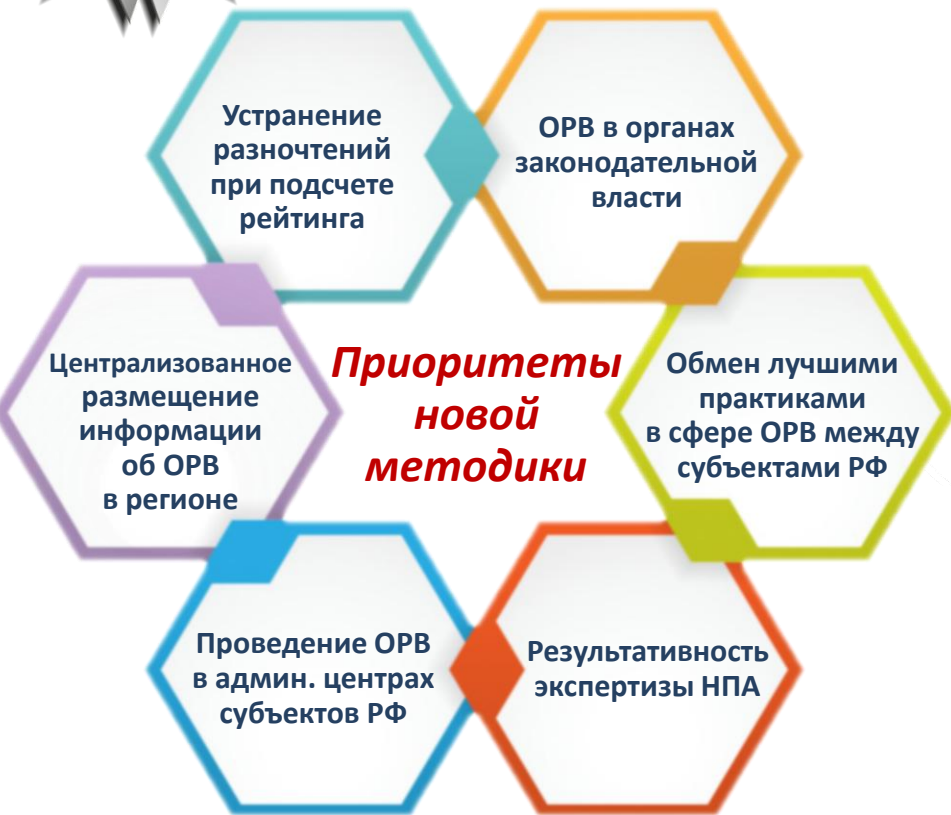 Устранение
разночтений
при подсчете
рейтинга
ОРВ в органах
законодательной
власти
Централизованное
размещение
информации
об ОРВ
в регионе
Приоритеты
новой
методики
Обмен лучшими
практиками
в сфере ОРВ между
субъектами РФ
Проведение ОРВ
в админ. центрах
субъектов РФ
Результативность
экспертизы НПА